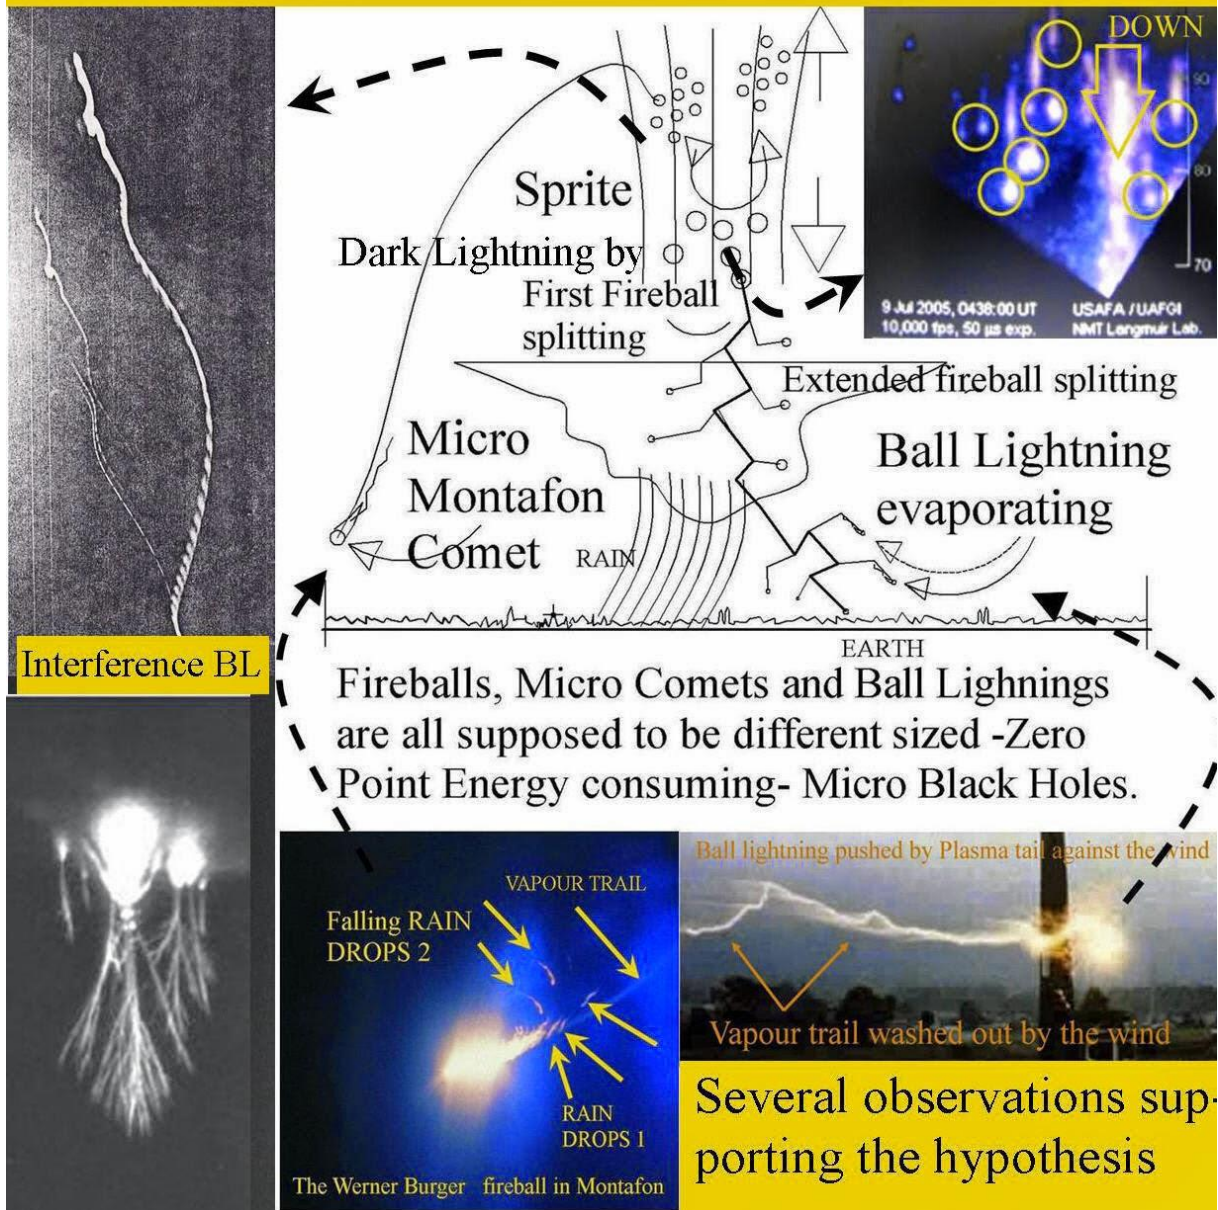 DOWN
90
80
70
9 Jul 2005, 0438:00 UT
10,000 fps, 50 µs exp.
USAFA / UAFGI
NMT Langmuir Lab.
Sprite
Dark Lightning by
First Fireball
splitting
Extended fireball splitting
Micro
Montafon
Comet
RAIN
Ball Lightning
evaporating
EARTH
Interference BL
Fireballs, Micro Comets and Ball Lighnings
are all supposed to be different sized -Zero
Point Energy consuming- Micro Black Holes.
VAPOUR TRAIL
Falling RAIN
DROPS 2
RAIN
DROPS 1
The Werner Burger fireball in Montafon
Ball lightning pushed by Plasma tail against the wind
Vapour trail washed out by the wind
Several observations sup-
porting the hypothesis